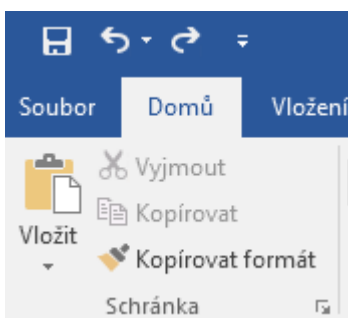 Soubor Domů Vložení
Vyjmout
Kopírovat
Vložit
Kopírovat formát
Schránka